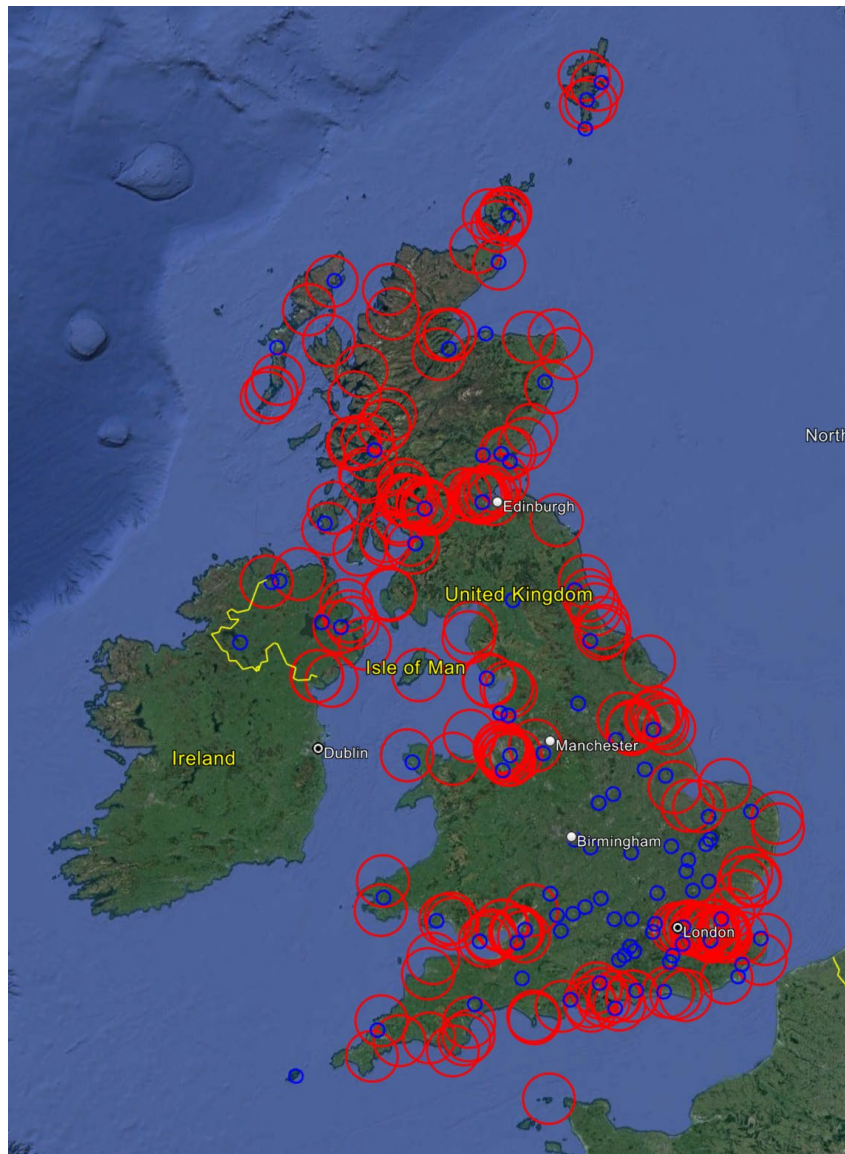 North
Edinburgh
United Kingdom
Isle of Man
Dublin
Ireland
Manchester
Birmingham
London